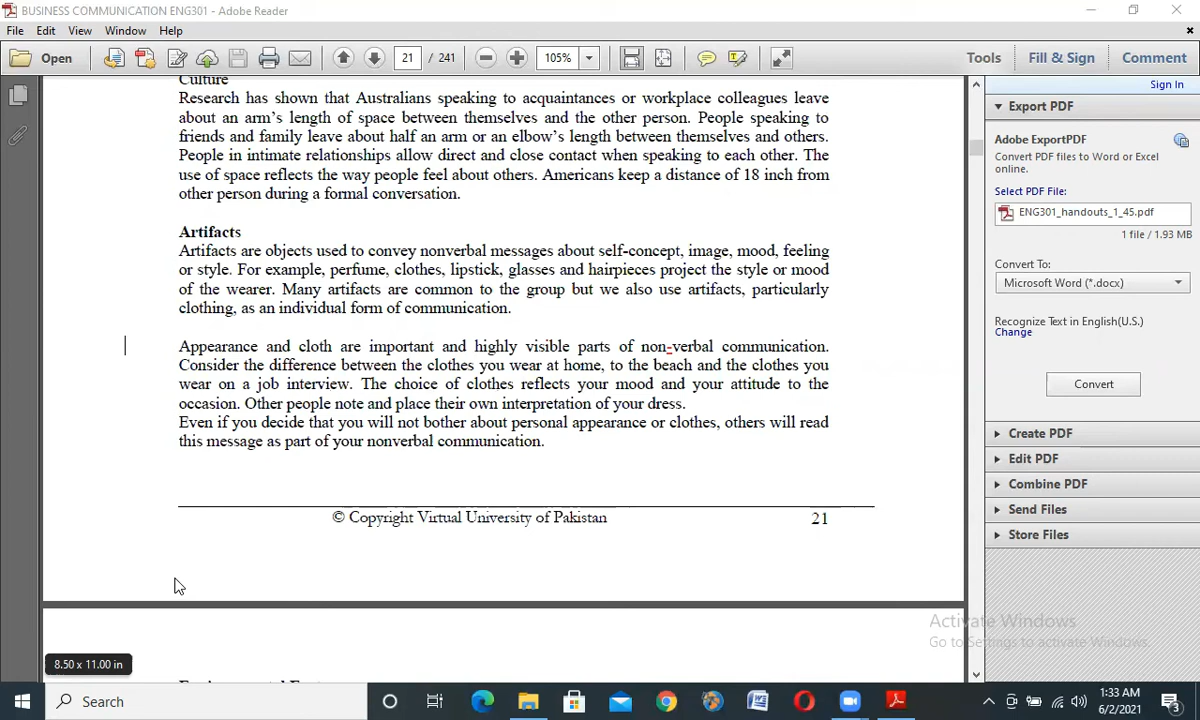 BUSINESS COMMUNICATION ENG301 - Adobe Reader
File Edit View Window Help
Open 21 / 241 105% Tools Fill & Sign Comment
Culture
Research has shown that Australians speaking to acquaintances or workplace colleagues leave
about an arm's length of space between themselves and the other person. People speaking to
friends and family leave about half an arm or an elbow's length between themselves and others.
People in intimate relationships allow direct and close contact when speaking to each other. The
use of space reflects the way people feel about others. Americans keep a distance of 18 inch from
other person during a formal conversation.
Artifacts
Artifacts are objects used to convey nonverbal messages about self-concept, image, mood, feeling
or style. For example, perfume, clothes, lipstick, glasses and hairpieces project the style or mood
of the wearer. Many artifacts are common to the group but we also use artifacts, particularly
clothing, as an individual form of communication.
Appearance and cloth are important and highly visible parts of non-verbal communication.
Consider the difference between the clothes you wear at home, to the beach and the clothes you
wear on a job interview. The choice of clothes reflects your mood and your attitude to the
occasion. Other people note and place their own interpretation of your dress.
Even if you decide that you will not bother about personal appearance or clothes, others will read
this message as part of your nonverbal communication.
© Copyright Virtual University of Pakistan 21
8.50 x 11.00 in
Sign In
Export PDF
Adobe ExportPDF
Convert PDF files to Word or Excel
online.
Select PDF File:
ENG301_handouts_1_45.pdf
1 file / 1.93 MB
Convert To:
Microsoft Word (*.docx)
Recognize Text in English(U.S.)
Change
Convert
Create PDF
Edit PDF
Combine PDF
Send Files
Store Files
Activate Windows
Go to Settings to activate Windows.
Search
1:33 AM
6/2/2021
3